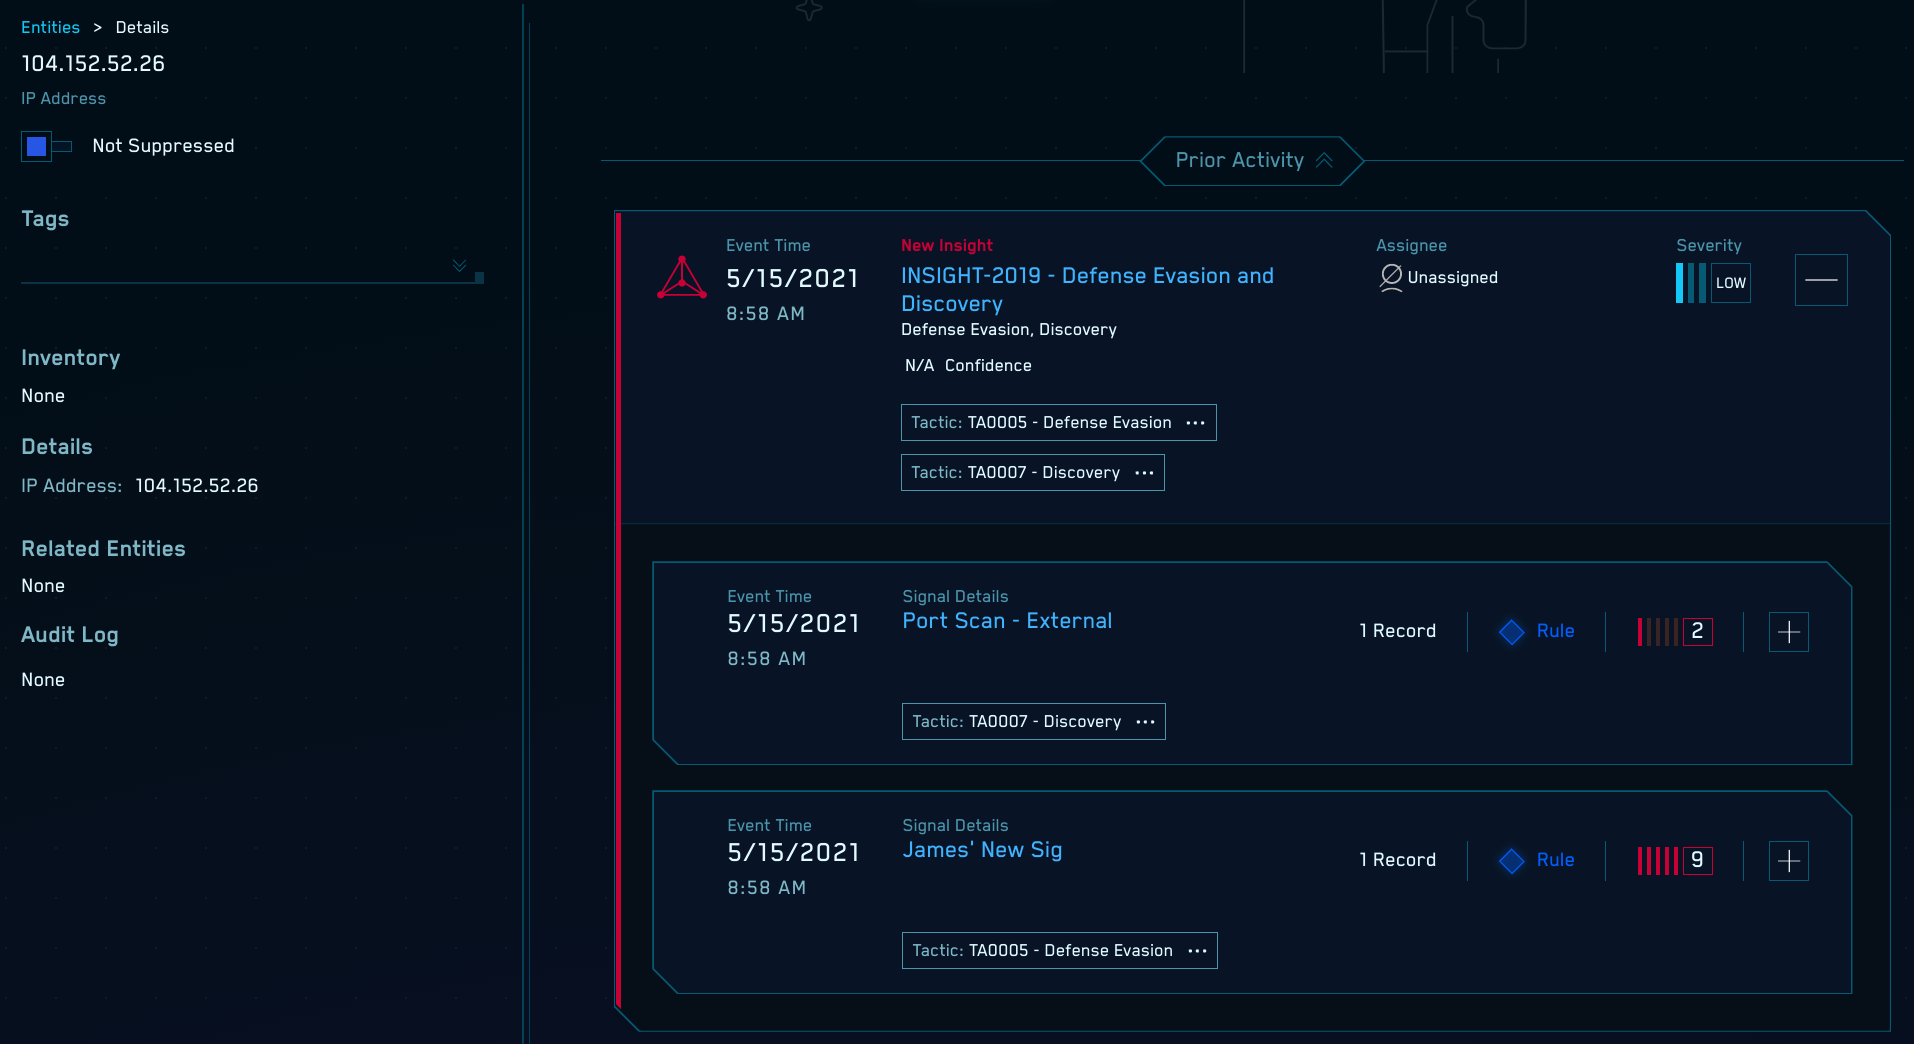 Entities > Details
104.152.52.26
IP Address
Not Suppressed
Tags
Inventory
None
Details
IP Address: 104.152.52.26
Related Entities
None
Audit Log
None
Prior Activity
Event Time
5/15/2021
8:58 AM
New Insight
INSIGHT-2019 - Defense Evasion and
Discovery
Defense Evasion, Discovery
N/A Confidence
Assignee
Unassigned
Severity
LOW
Tactic: TA0005 - Defense Evasion ...
Tactic: TA0007 - Discovery ...
Event Time
5/15/2021
8:58 AM
Signal Details
Port Scan - External
1 Record
Rule
2
Tactic: TA0007 - Discovery ...
Event Time
5/15/2021
8:58 AM
Signal Details
James' New Sig
1 Record
Rule
9
Tactic: TA0005 - Defense Evasion ...